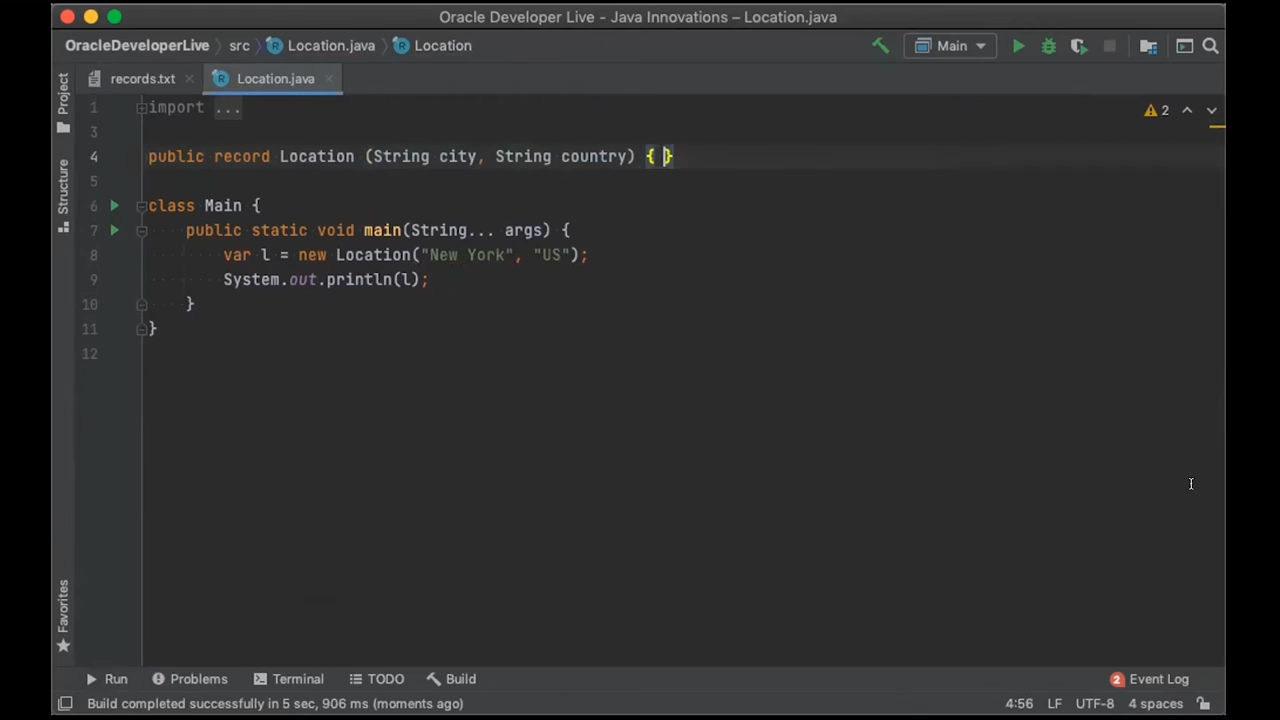 Oracle Developer Live - Java Innovations – Location.java
OracleDeveloperLive src Location.java Location Main
records.txt Location.java
Project
Structure
Favorites
2
1 import ...
3
4 public record Location (String city, String country) { }
5
6 class Main {
7 public static void main(String... args) {
8 var l = new Location("New York", "US");
9 System.out.println(l);
10 }
11 }
12
Run Problems Terminal TODO Build 2 Event Log
Build completed successfully in 5 sec, 906 ms (moments ago) 4:56 LF UTF-8 4 spaces